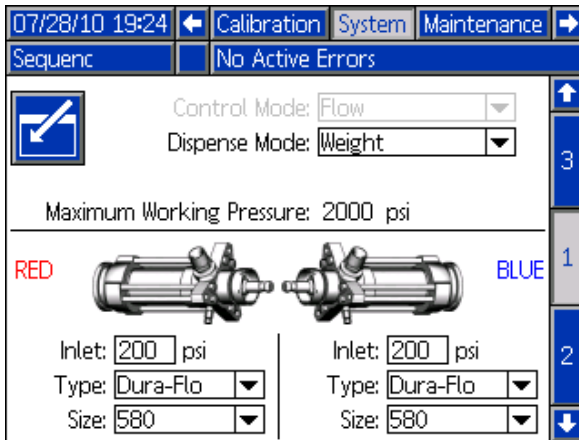 07/28/10 19:24 Calibration System Maintenance
Sequenc No Active Errors
Control Mode: Flow
Dispense Mode: Weight
3
Maximum Working Pressure: 2000 psi
1
RED BLUE
Inlet: 200 psi Inlet: 200 psi
2
Type: Dura-Flo Type: Dura-Flo
Size: 580 Size: 580